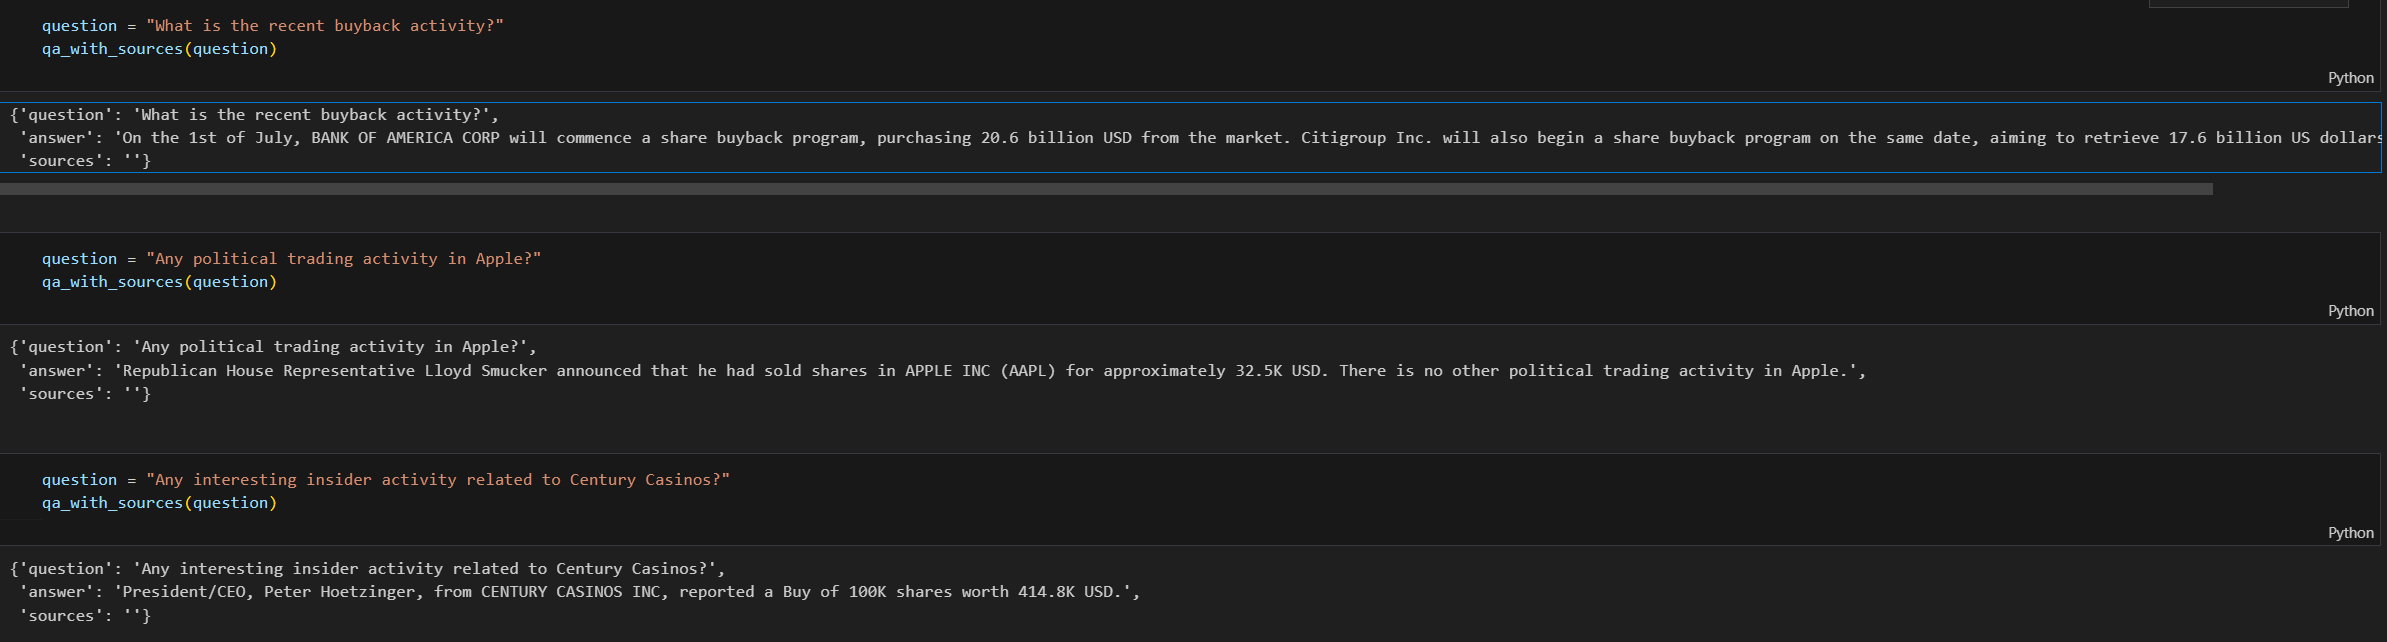 question = "What is the recent buyback activity?"
qa_with_sources(question)
Python
{'question': 'What is the recent buyback activity?',
'answer': 'On the 1st of July, BANK OF AMERICA CORP will commence a share buyback program, purchasing 20.6 billion USD from the market. Citigroup Inc. will also begin a share buyback program on the same date, aiming to retrieve 17.6 billion US dollars
'sources': ''}
question = "Any political trading activity in Apple?"
qa_with_sources(question)
Python
{'question': 'Any political trading activity in Apple?',
'answer': 'Republican House Representative Lloyd Smucker announced that he had sold shares in APPLE INC (AAPL) for approximately 32.5K USD. There is no other political trading activity in Apple.',
'sources': ''}
question = "Any interesting insider activity related to Century Casinos?"
qa_with_sources(question)
Python
{'question': 'Any interesting insider activity related to Century Casinos?',
'answer': 'President/CEO, Peter Hoetzinger, from CENTURY CASINOS INC, reported a Buy of 100K shares worth 414.8K USD.',
'sources': ''}